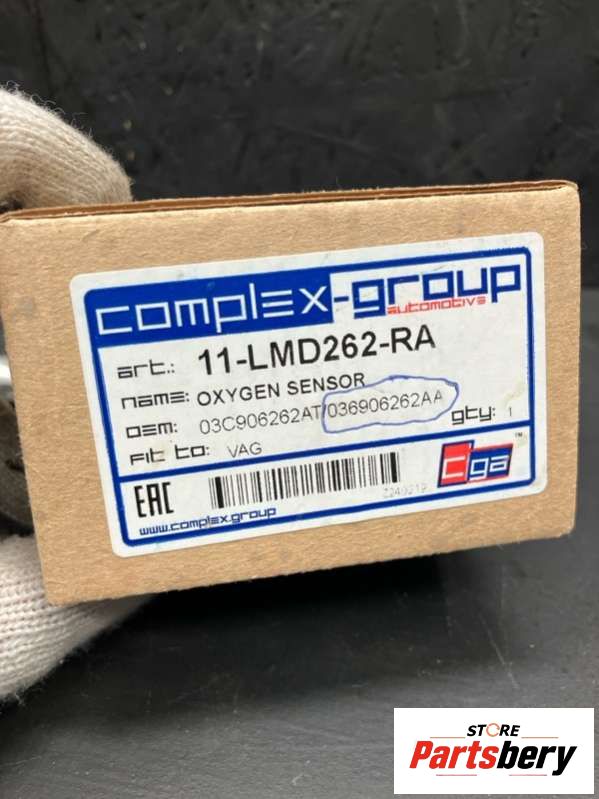 complex-group
automotive
art.: 11-LMD262-RA
name: OXYGEN SENSOR
oem: 03C906262AT/036906262AA
qty: 1
Fit to: VAG
cga™
EAC
www.complex.group
STORE
Partsbery